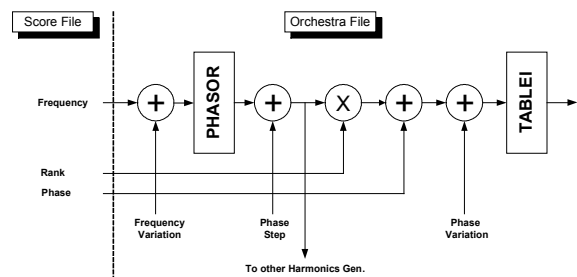 Score File
Orchestra File
Frequency
+
PHASOR
+
X
+
+
TABLEI
Rank
Phase
Frequency
Variation
Phase
Step
Phase
Variation
To other Harmonics Gen.